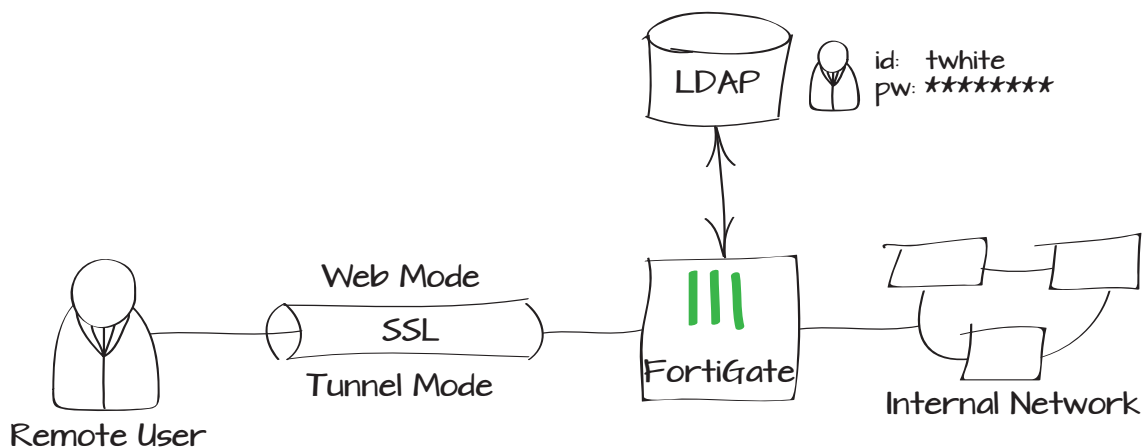 LDAP
id: twhite
pw: ********
Web Mode
SSL
Tunnel Mode
FortiGate
Internal Network
Remote User